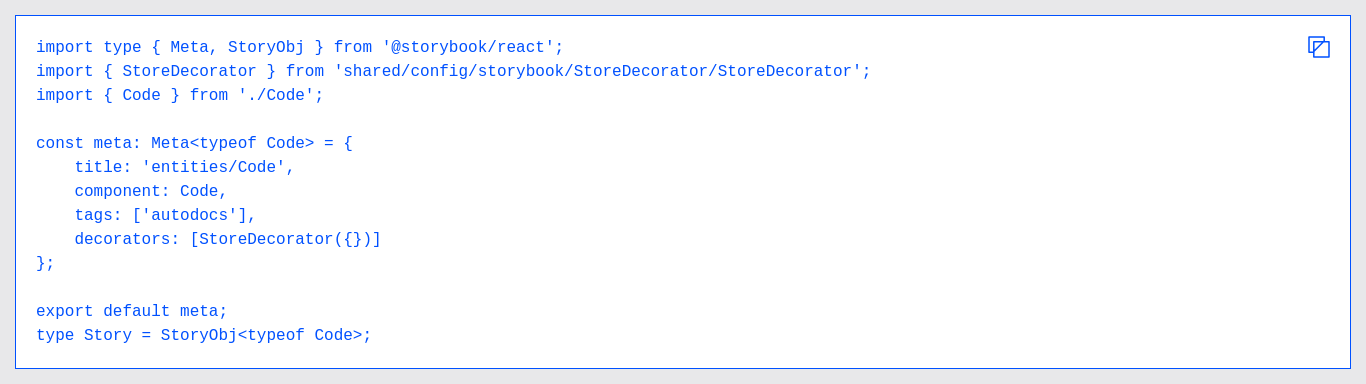 import type { Meta, StoryObj } from '@storybook/react';
import { StoreDecorator } from 'shared/config/storybook/StoreDecorator/StoreDecorator';
import { Code } from './Code';

const meta: Meta<typeof Code> = {
    title: 'entities/Code',
    component: Code,
    tags: ['autodocs'],
    decorators: [StoreDecorator({})]
};

export default meta;
type Story = StoryObj<typeof Code>;